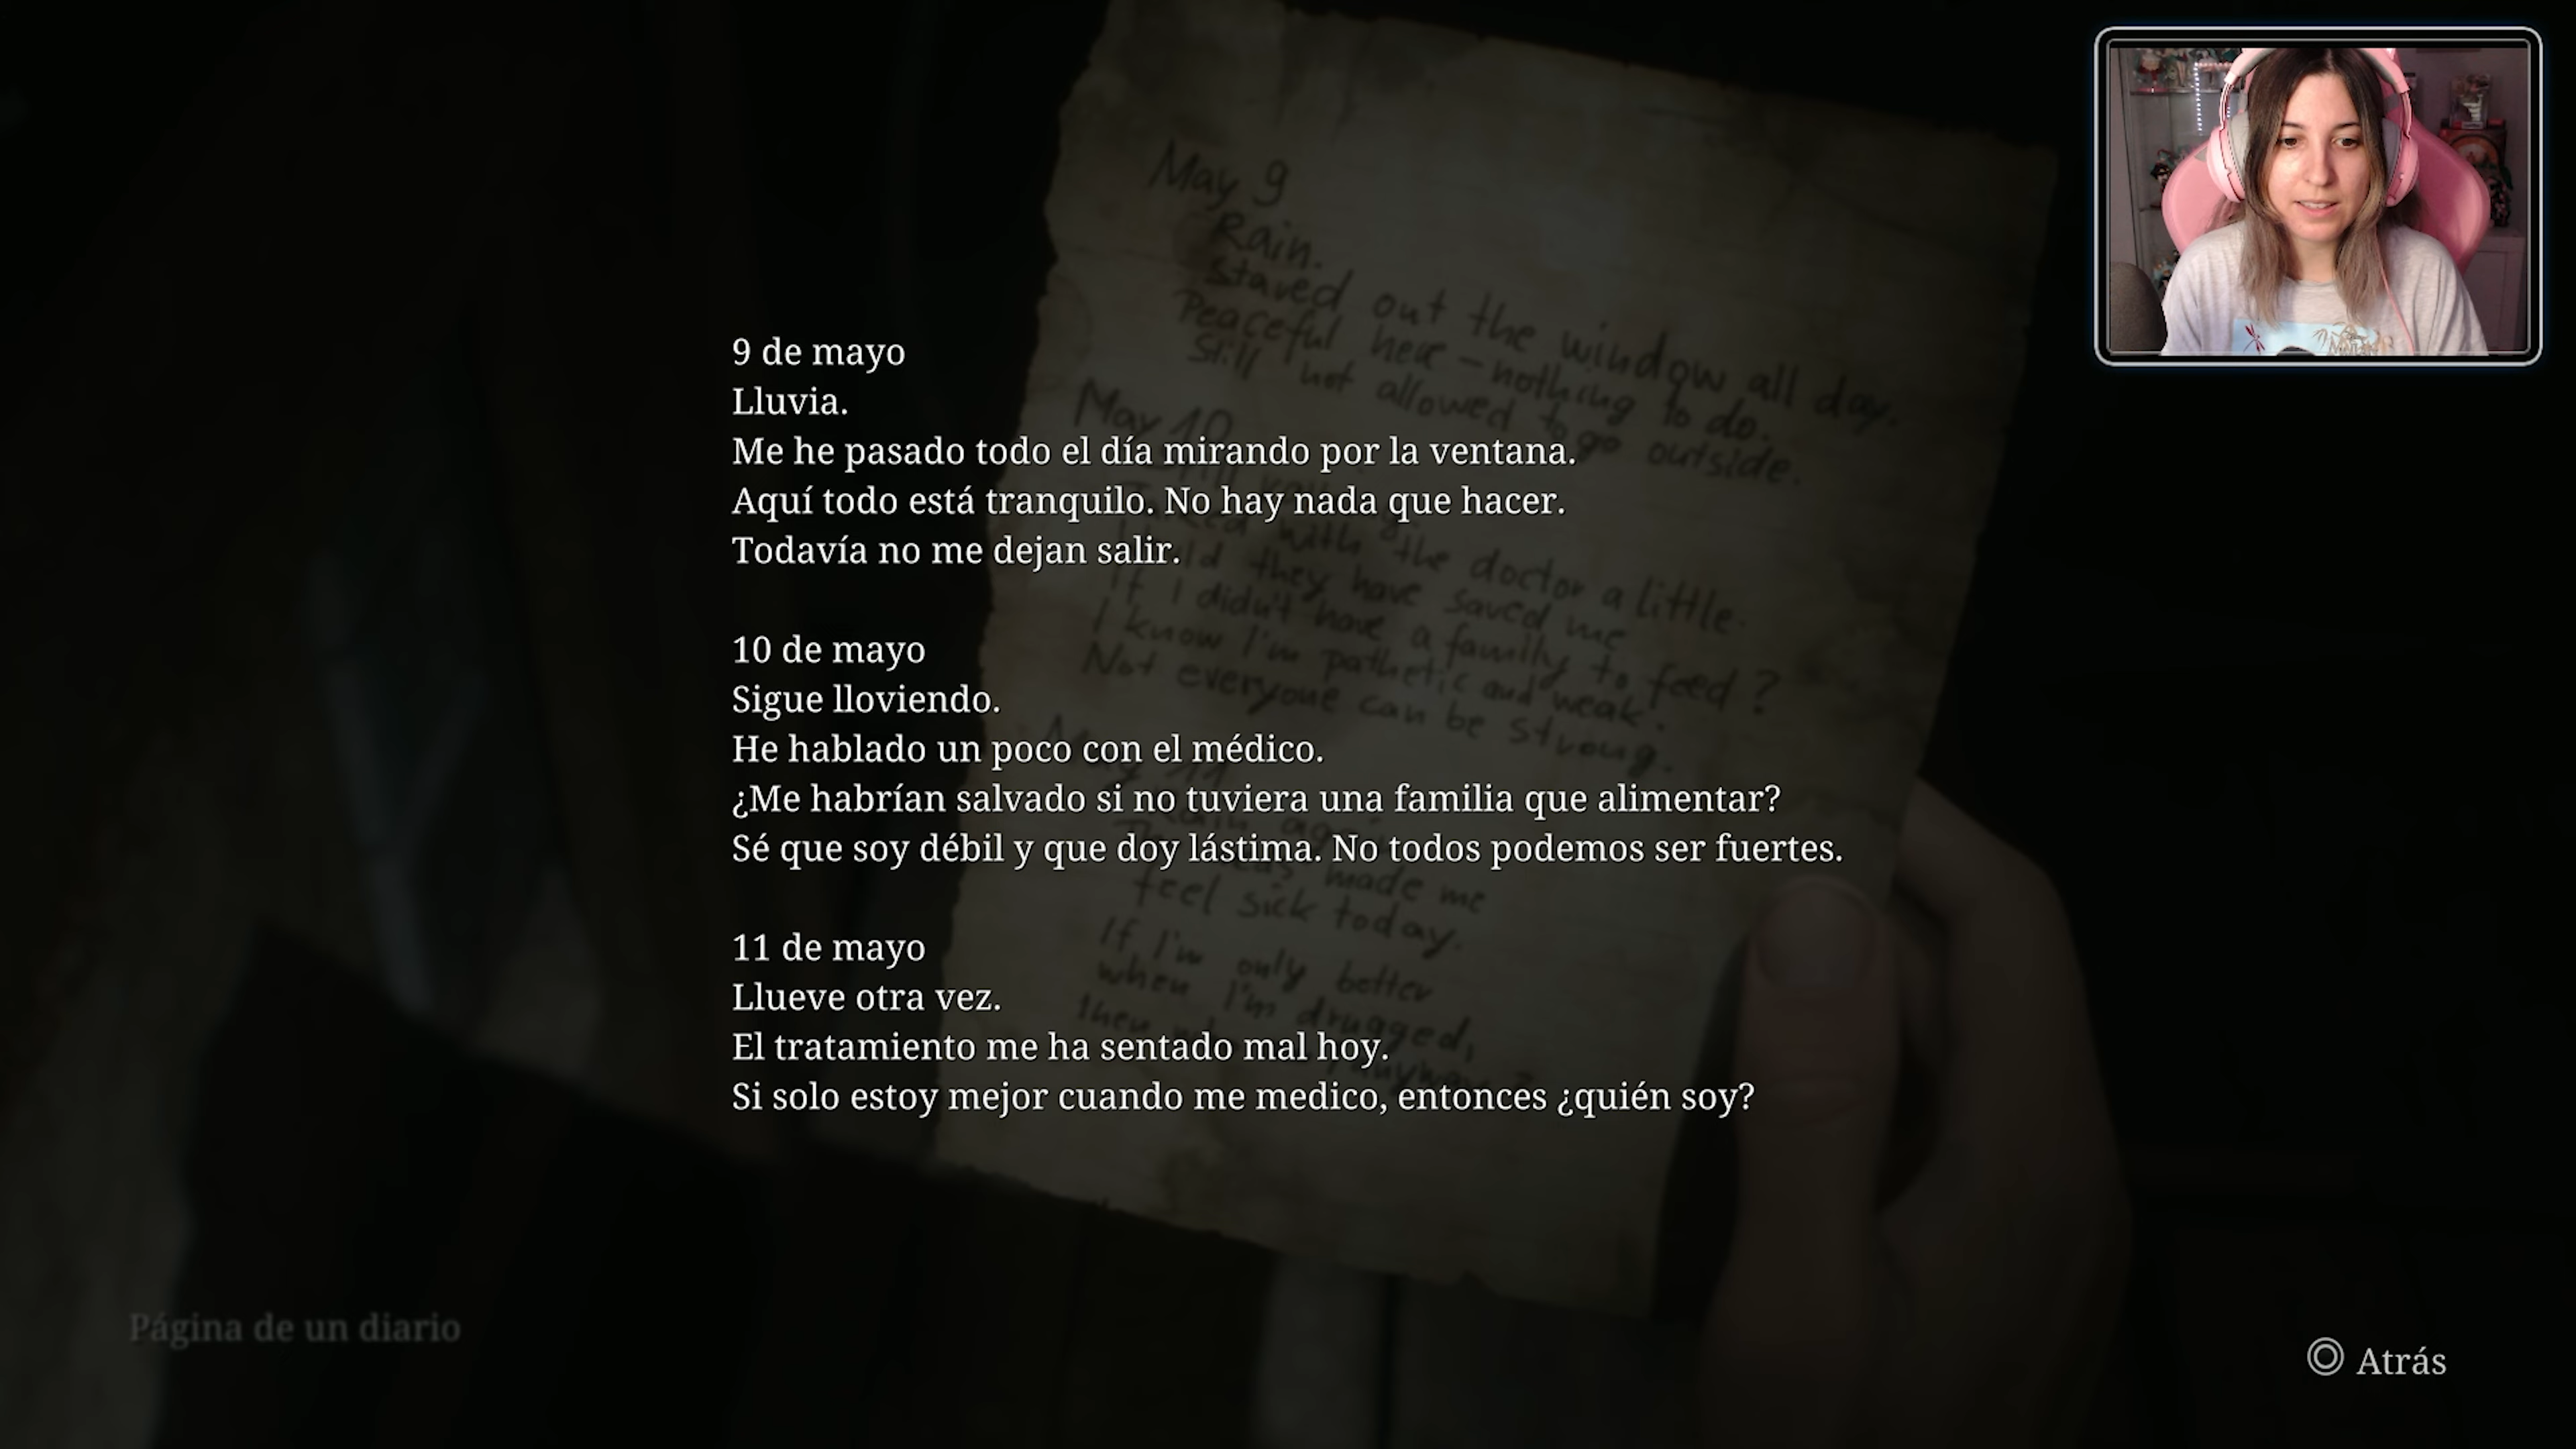 9 de mayo
Lluvia.
Me he pasado todo el día mirando por la ventana.
Aquí todo está tranquilo. No hay nada que hacer.
Todavía no me dejan salir.
10 de mayo
Sigue lloviendo.
He hablado un poco con el médico.
¿Me habrían salvado si no tuviera una familia que alimentar?
Sé que soy débil y que doy lástima. No todos podemos ser fuertes.
11 de mayo
Llueve otra vez.
El tratamiento me ha sentado mal hoy.
Si solo estoy mejor cuando me medico, entonces ¿quién soy?
May 9
Rain.
Stared out the window all day.
Peaceful here - nothing to do.
Still not allowed to go outside.
May 10
with the doctor a little.
they have saved me
If I didn't have a family to feed?
I know I'm pathetic and weak.
Not everyone can be strong.
made me
feel sick today.
If I'm only better
when I'm drugged,
then
Página de un diario
Atrás